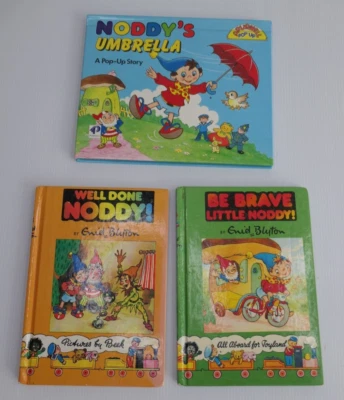 NODDY'S
UMBRELLA
A Pop-Up Story
WELL DONE
NODDY!
BY Enid Blyton
Pictures by Beek
BE BRAVE
LITTLE NODDY!
BY Enid Blyton
All Aboard for Toyland